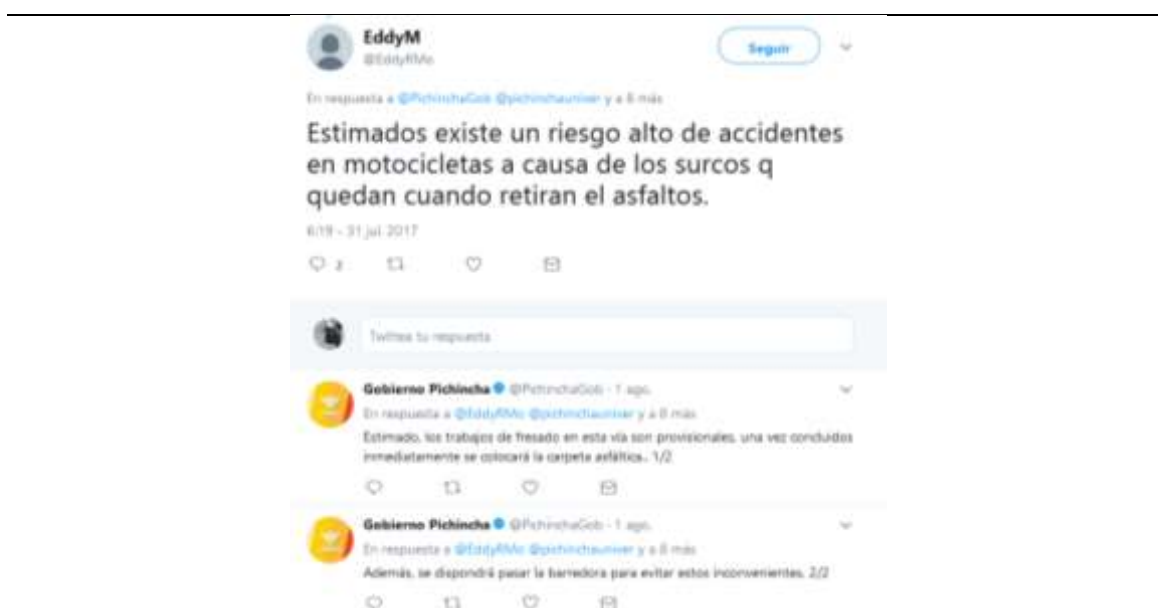 EddyM
@EddyRMo
Seguir
En respuesta a @PichinchaGob @pichinchauniver y a 8 más
Estimados existe un riesgo alto de accidentes
en motocicletas a causa de los surcos q
quedan cuando retiran el asfaltos.
6:19 - 31 jul. 2017
2
Twittea tu respuesta
Gobierno Pichincha @PichinchaGob · 1 ago.
En respuesta a @EddyRMo @pichinchauniver y a 8 más
Estimado, los trabajos de fresado en esta vía son provisionales, una vez concluidos
inmediatamente se colocará la carpeta asfáltica.. 1/2
Gobierno Pichincha @PichinchaGob · 1 ago.
En respuesta a @EddyRMo @pichinchauniver y a 8 más
Además, se dispondrá pasar la barredora para evitar estos inconvenientes. 2/2